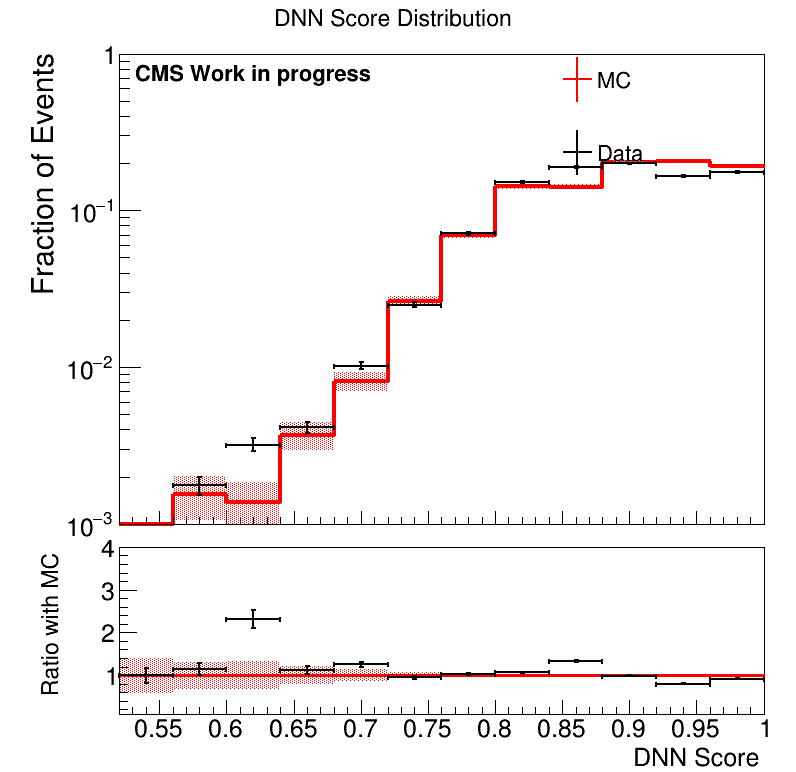 DNN Score Distribution
CMS Work in progress
MC
Data
Fraction of Events
1
10⁻¹
10⁻²
10⁻³
Ratio with MC
4
3
2
1
0.55 0.6 0.65 0.7 0.75 0.8 0.85 0.9 0.95 1
DNN Score